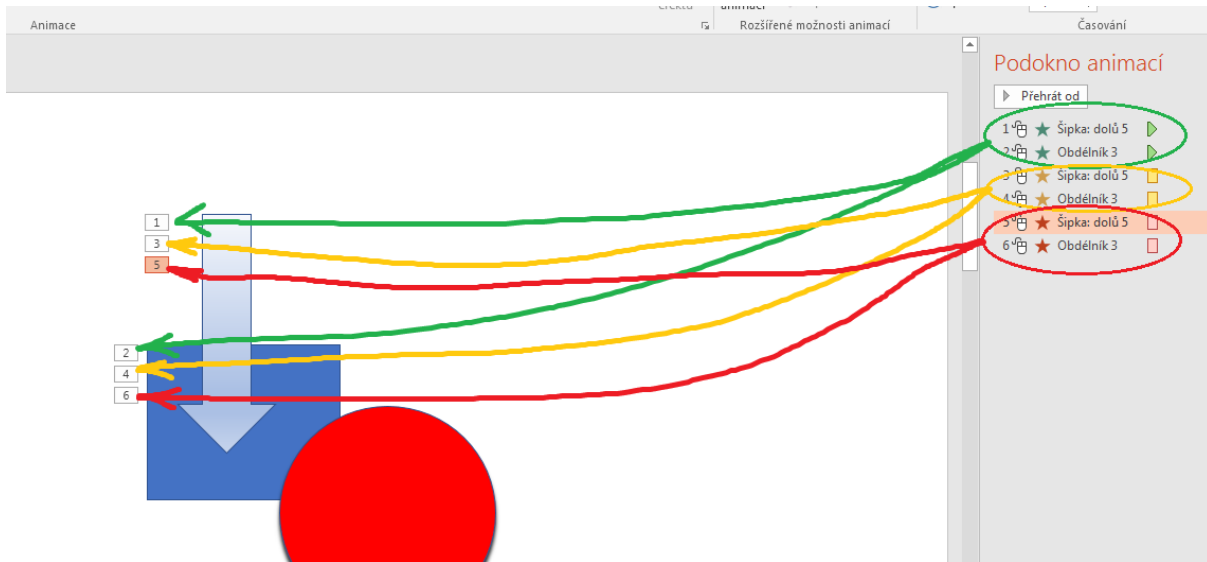 Animace
Rozšířené možnosti animací
Časování
Podokno animací
Přehrát od
1 Šipka: dolů 5
2 Obdélník 3
3 Šipka: dolů 5
4 Obdélník 3
5 Šipka: dolů 5
6 Obdélník 3
1
3
5
2
4
6